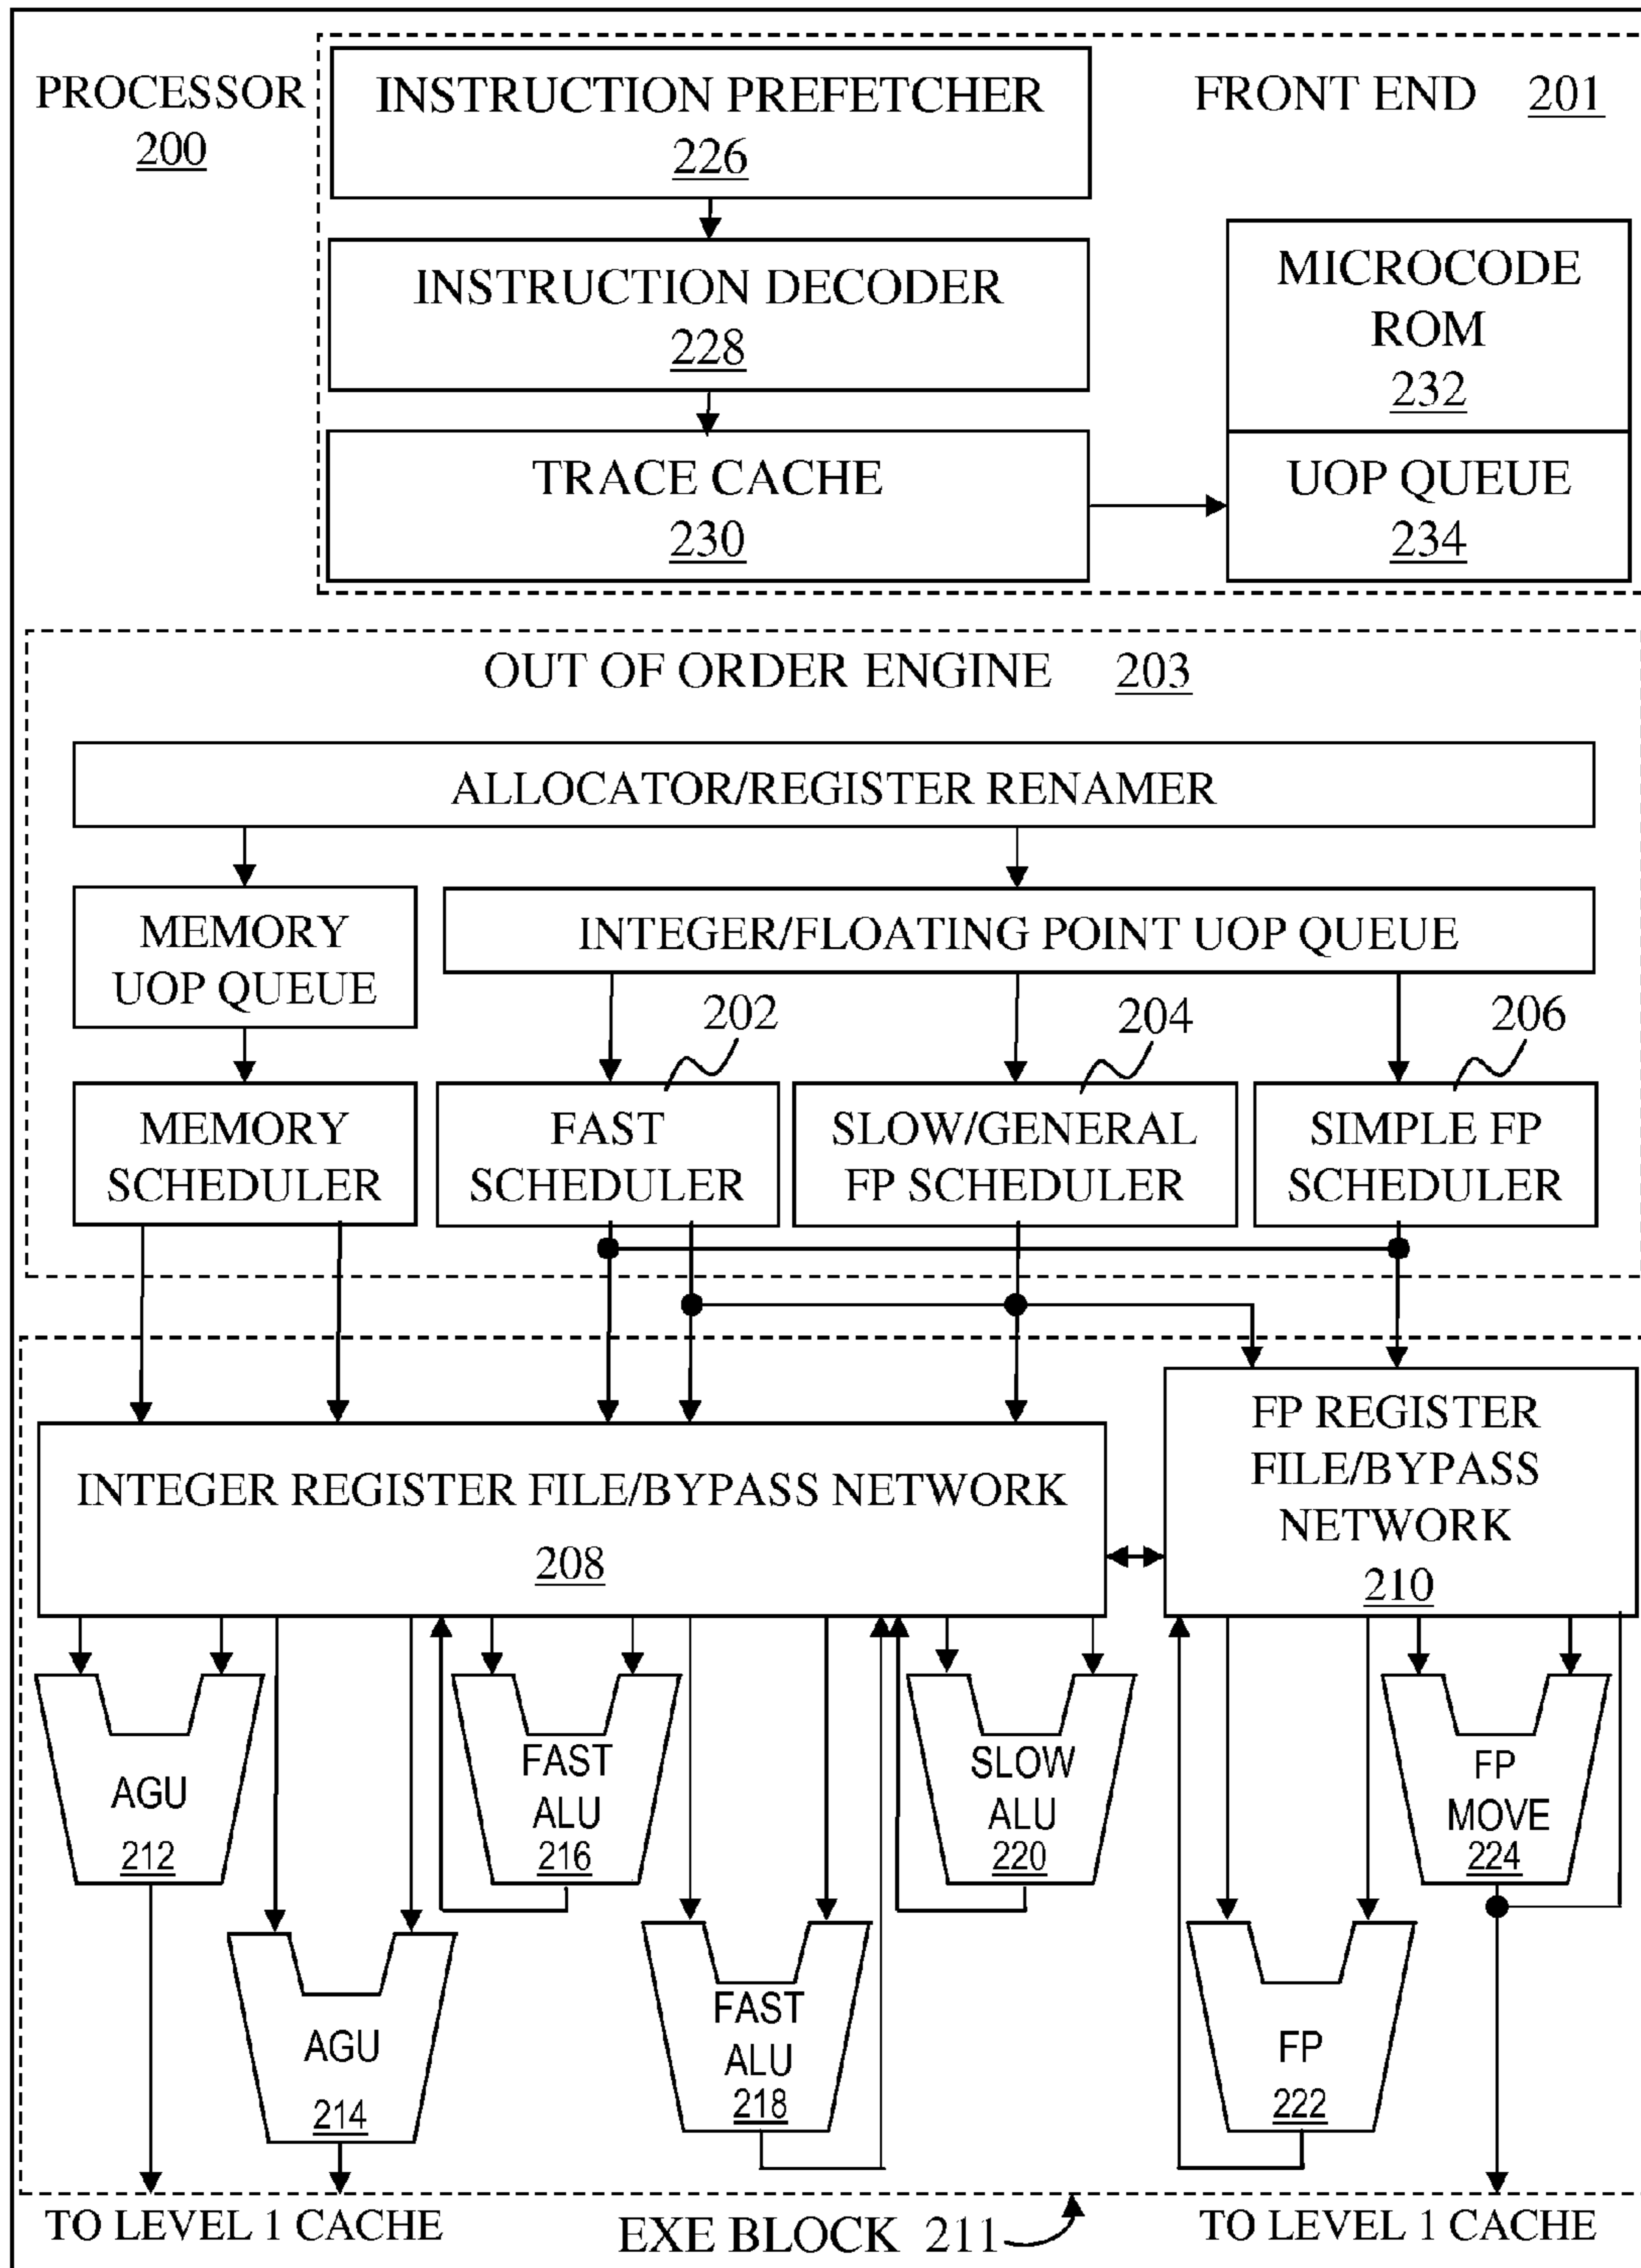 PROCESSOR
200
INSTRUCTION PREFETCHER
226
FRONT END 201
INSTRUCTION DECODER
228
MICROCODE
ROM
232
TRACE CACHE
230
UOP QUEUE
234
OUT OF ORDER ENGINE 203
ALLOCATOR/REGISTER RENAMER
MEMORY
UOP QUEUE
INTEGER/FLOATING POINT UOP QUEUE
202
204
206
MEMORY
SCHEDULER
FAST
SCHEDULER
SLOW/GENERAL
FP SCHEDULER
SIMPLE FP
SCHEDULER
INTEGER REGISTER FILE/BYPASS NETWORK
208
FP REGISTER
FILE/BYPASS
NETWORK
210
AGU
212
FAST
ALU
216
SLOW
ALU
220
FP
MOVE
224
AGU
214
FAST
ALU
218
FP
222
TO LEVEL 1 CACHE
EXE BLOCK 211
TO LEVEL 1 CACHE